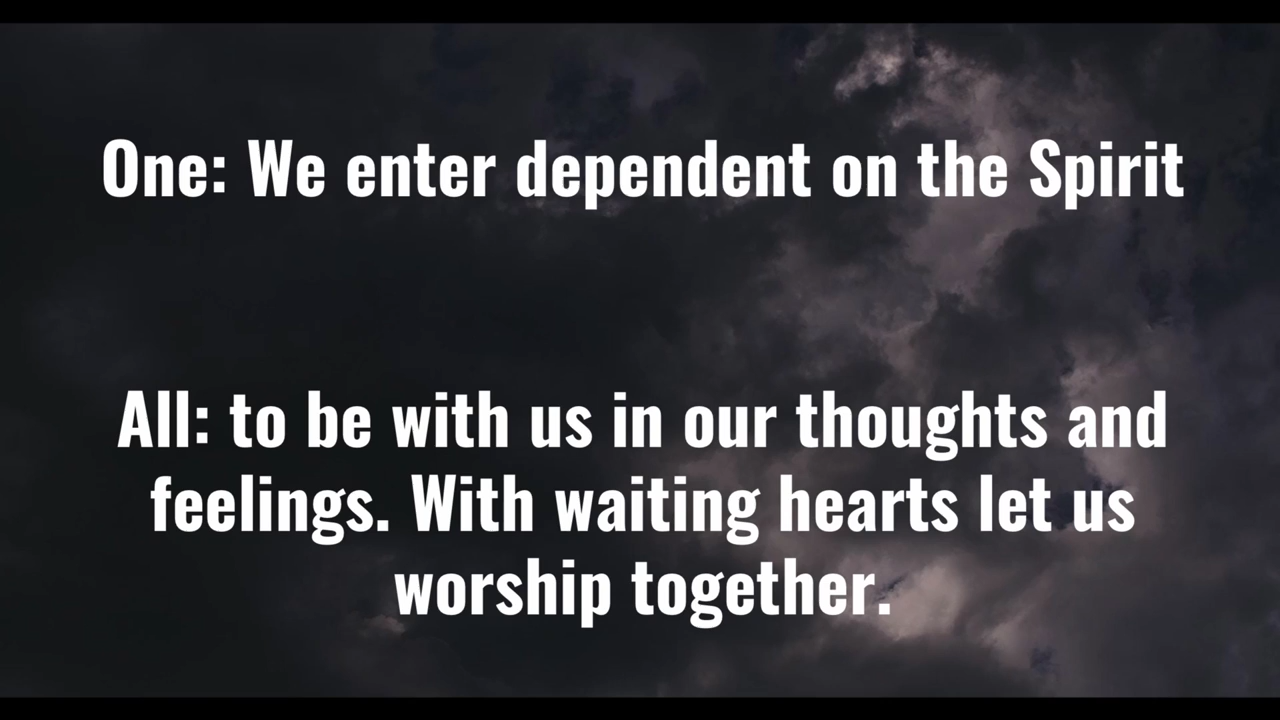 One: We enter dependent on the Spirit
All: to be with us in our thoughts and
feelings. With waiting hearts let us
worship together.